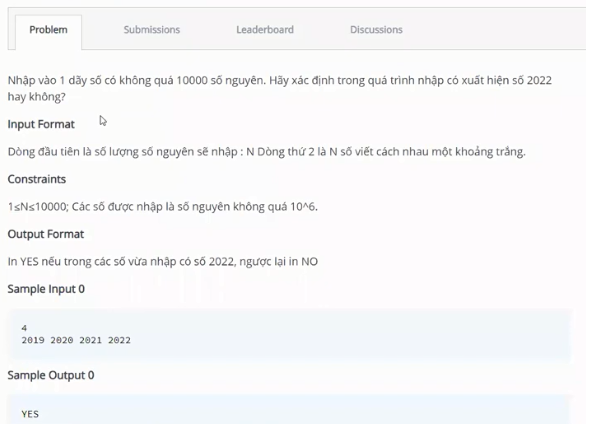 Problem Submissions Leaderboard Discussions
Nhập vào 1 dãy số có không quá 10000 số nguyên. Hãy xác định trong quá trình nhập có xuất hiện số 2022
hay không?
Input Format
Dòng đầu tiên là số lượng số nguyên sẽ nhập : N Dòng thứ 2 là N số viết cách nhau một khoảng trắng.
Constraints
1≤N≤10000; Các số được nhập là số nguyên không quá 10^6.
Output Format
In YES nếu trong các số vừa nhập có số 2022, ngược lại in NO
Sample Input 0
4
2019 2020 2021 2022
Sample Output 0
YES